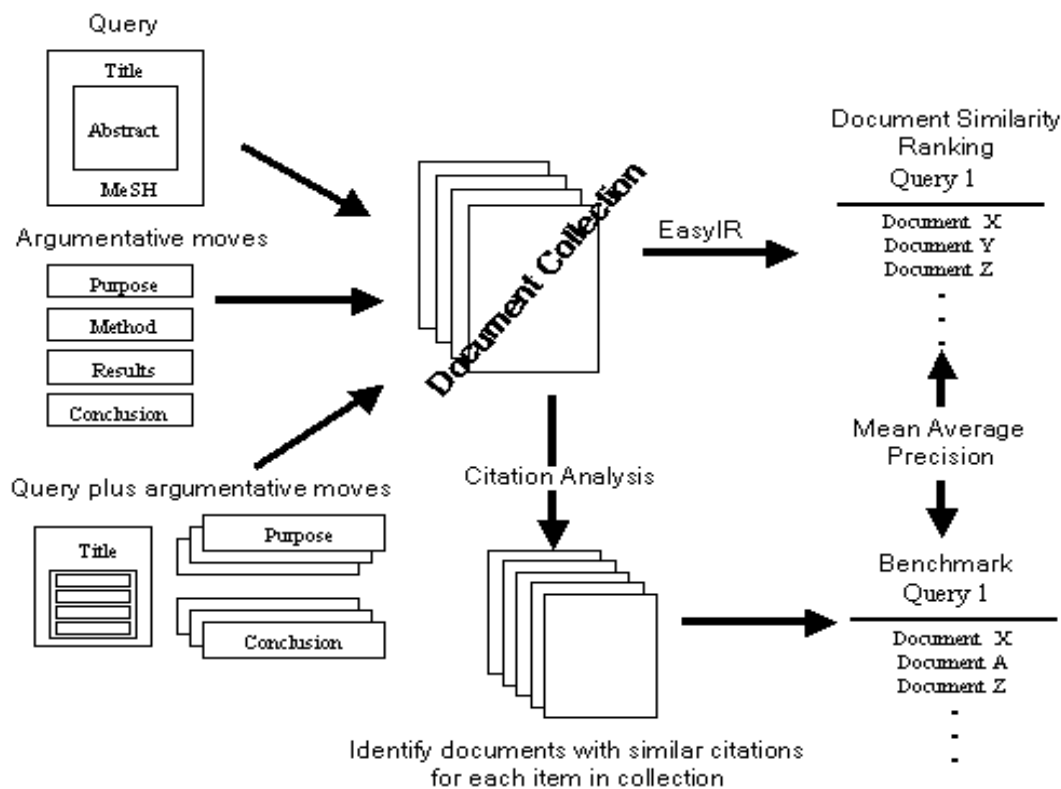 Query
Title
Abstract
MeSH
Argumentative moves
Purpose
Method
Results
Conclusion
Query plus argumentative moves
Title
Purpose
Conclusion
Document Collection
EasyIR
Citation Analysis
Identify documents with similar citations
for each item in collection
Document Similarity
Ranking
Query 1
Document X
Document Y
Document Z
Mean Average
Precision
Benchmark
Query 1
Document X
Document A
Document Z